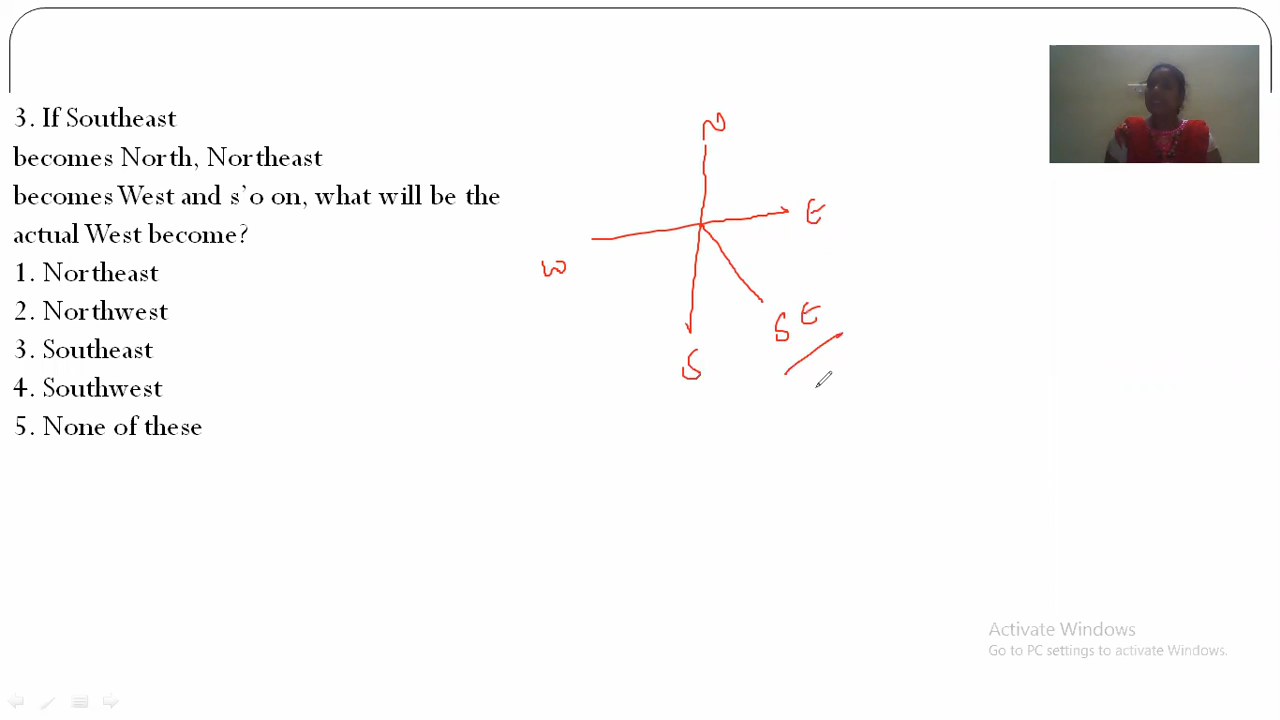 3. If Southeast
becomes North, Northeast
becomes West and s’o on, what will be the
actual West become?
1. Northeast
2. Northwest
3. Southeast
4. Southwest
5. None of these
N
E
W
S E
S
Activate Windows
Go to PC settings to activate Windows.